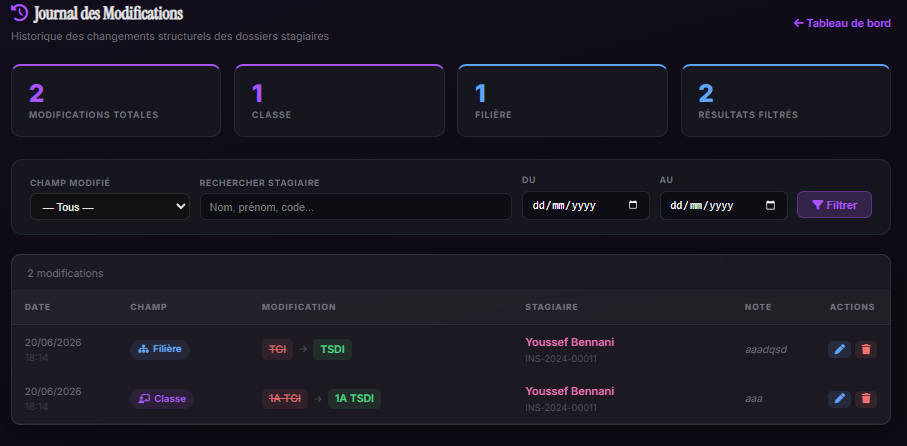 Journal des Modifications
Historique des changements structurels des dossiers stagiaires
← Tableau de bord
2
MODIFICATIONS TOTALES
1
CLASSE
1
FILIÈRE
2
RÉSULTATS FILTRÉS
CHAMP MODIFIÉ
— Tous —
RECHERCHER STAGIAIRE
Nom, prénom, code...
DU
dd/mm/yyyy
AU
dd/mm/yyyy
Filtrer
2 modifications
DATE CHAMP MODIFICATION STAGIAIRE NOTE ACTIONS
20/06/2026 Filière TGI → TSDI Youssef Bennani aaadqsd
18:14 INS-2024-00011
20/06/2026 Classe 1A TGI → 1A TSDI Youssef Bennani aaa
18:14 INS-2024-00011